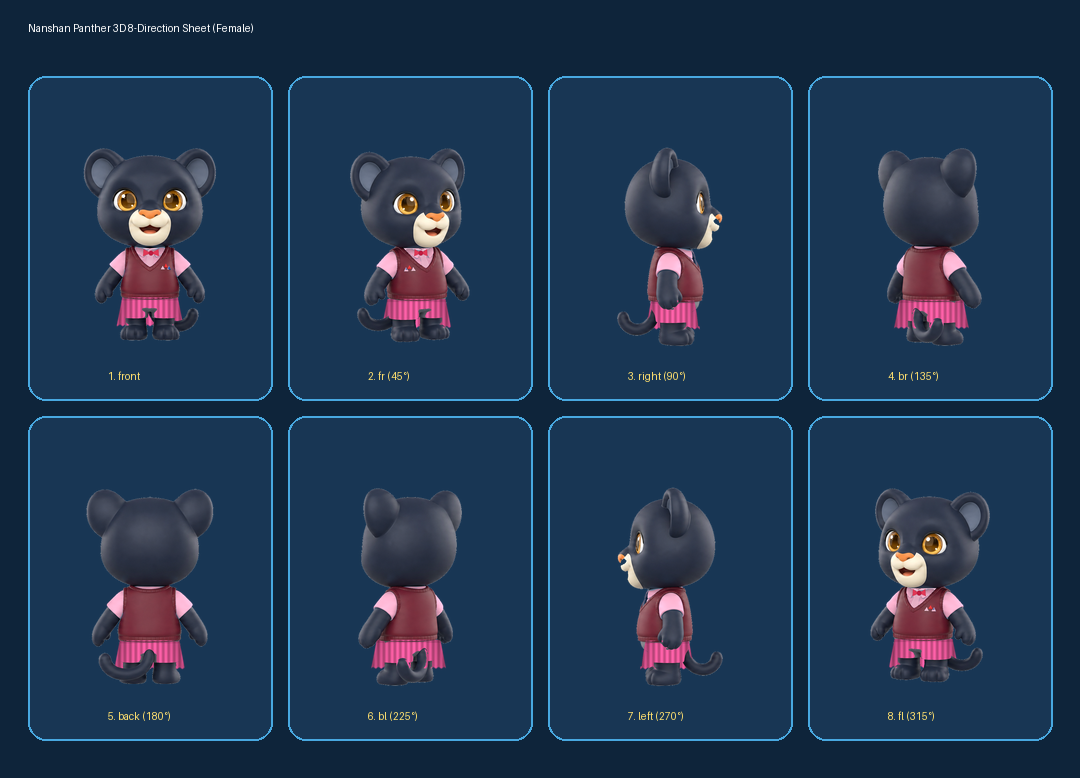 Nanshan Panther 3D 8-Direction Sheet (Female)
1. front
2. fr (45°)
3. right (90°)
4. br (135°)
5. back (180°)
6. bl (225°)
7. left (270°)
8. fl (315°)